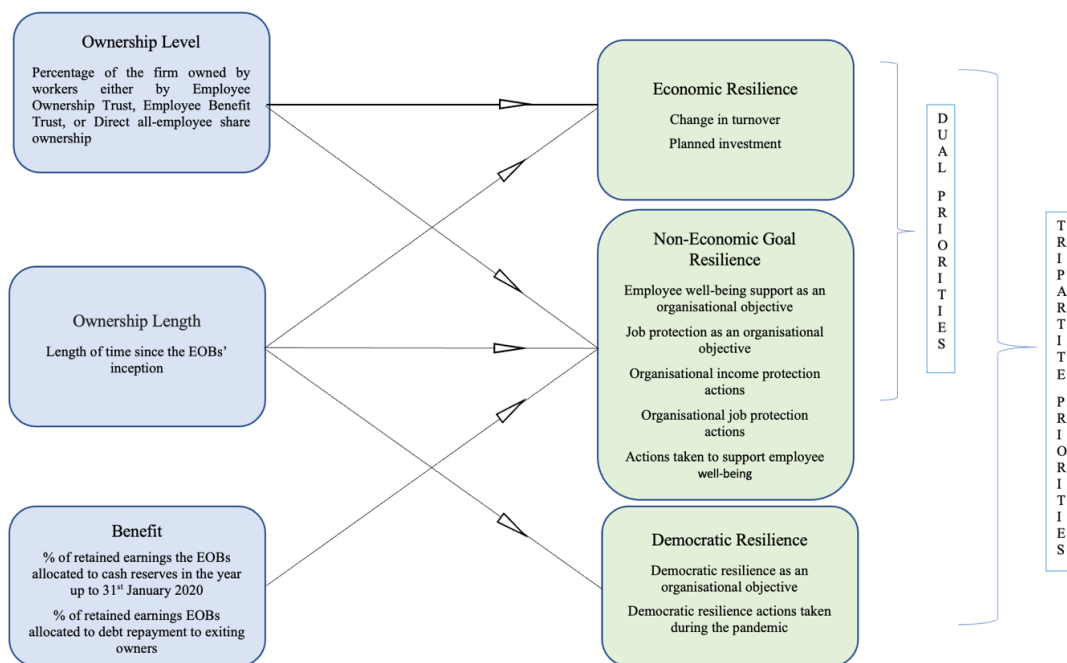 Ownership Level
Percentage of the firm owned by
workers either by Employee
Ownership Trust, Employee Benefit
Trust, or Direct all-employee share
ownership
Ownership Length
Length of time since the EOBs’
inception
Benefit
% of retained earnings the EOBs
allocated to cash reserves in the year
up to 31st January 2020
% of retained earnings EOBs
allocated to debt repayment to exiting
owners
Economic Resilience
Change in turnover
Planned investment
Non-Economic Goal
Resilience
Employee well-being support as an
organisational objective
Job protection as an organisational
objective
Organisational income protection
actions
Organisational job protection
actions
Actions taken to support employee
well-being
Democratic Resilience
Democratic resilience as an
organisational objective
Democratic resilience actions taken
during the pandemic
DUAL PRIORITIES
TRIPARTITE PRIORITIES